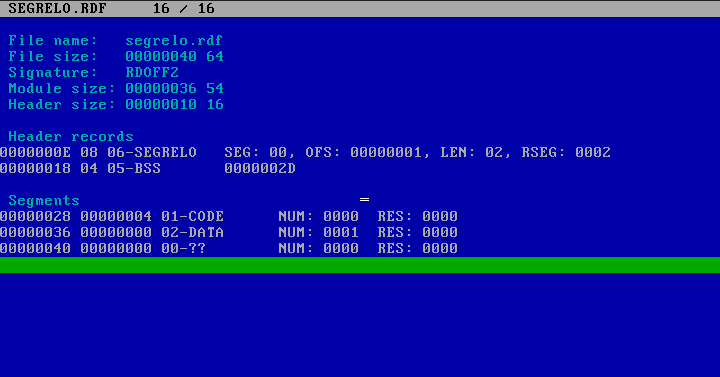 SEGRELO.RDF 16 / 16
File name: segrelo.rdf
File size: 00000040 64
Signature: RDOFF2
Module size: 00000036 54
Header size: 00000010 16
Header records
0000000E 08 06-SEGRELO SEG: 00, OFS: 00000001, LEN: 02, RSEG: 0002
00000018 04 05-BSS 0000002D
Segments
00000028 00000004 01-CODE NUM: 0000 RES: 0000
00000036 00000000 02-DATA NUM: 0001 RES: 0000
00000040 00000000 00-?? NUM: 0000 RES: 0000